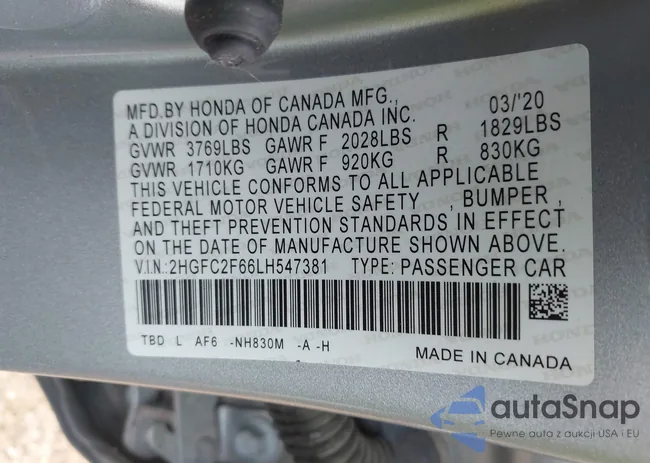 MFD.BY HONDA OF CANADA MFG., 03/'20
A DIVISION OF HONDA CANADA INC.
GVWR 3769LBS GAWR F 2028LBS R 1829LBS
GVWR 1710KG GAWR F 920KG R 830KG
THIS VEHICLE CONFORMS TO ALL APPLICABLE
FEDERAL MOTOR VEHICLE SAFETY , BUMPER ,
AND THEFT PREVENTION STANDARDS IN EFFECT
ON THE DATE OF MANUFACTURE SHOWN ABOVE.
V.I.N.:2HGFC2F66LH547381 TYPE: PASSENGER CAR
TBD L AF6 -NH830M -A -H
MADE IN CANADA
autaSnap
Pewne auta z aukcji USA i EU